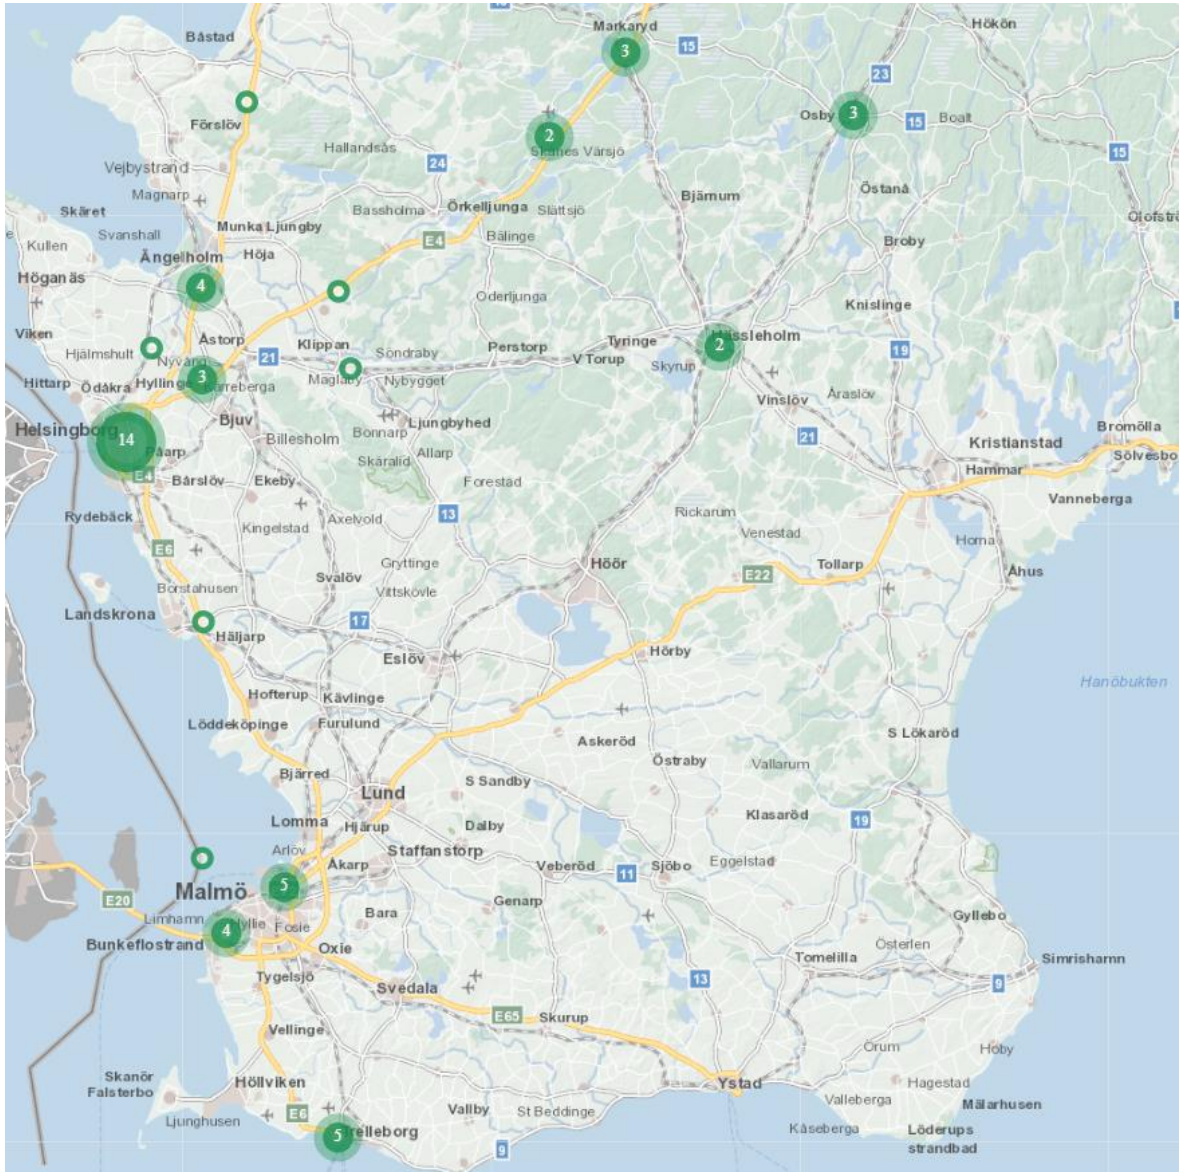 Markaryd
Hökön
Båstad
3
15
23
3
Osby
15
Boalt
15
Förslöv
2
Skånes Värsjö
Hallandsås
24
Vejbystrand
Magnarp
Bjärnum
Östanå
Skäret
Bassholma
Örkelljunga
Slättsjö
Svanshall
Munka Ljungby
Kullen
E4
Bälinge
Broby
Ängelholm
Höja
Höganäs
4
Oderljunga
Knislinge
Viken
Hjälmshult
Åstorp
Klippan
Söndraby
Perstorp
Tyringe
Hässleholm
2
19
Nyvång
21
V Torup
Skyrup
Hittarp
Ödåkra
Hyllinge
3
Nybygget
Vinslöv
Åraslöv
Helsingborg
14
Bjuv
Billesholm
Bonnarp
Ljungbyhed
21
Kristianstad
Bromölla
Påarp
Skäralid
Allarp
Hammar
E4
Bårslöv
Ekeby
Forestad
Vanneberga
Rydebäck
Kingelstad
Axelvold
13
Rickarum
Venestad
E6
Gryttinge
Höör
Tollarp
Horna
Åhus
Borstahusen
Svalöv
Vittskövle
E22
Landskrona
17
Häljarp
Eslöv
Hörby
Hanöbukten
Hofterup
Kävlinge
Löddeköpinge
Furulund
Askeröd
S Lökaröd
Östraby
Vallarum
Bjärred
S Sandby
Lund
Lomma
Hjärup
Dalby
Klasaröd
19
Arlöv
Åkarp
Staffanstorp
Veberöd
Sjöbo
Eggelstad
Malmö
5
11
E20
Limhamn
4
Hyllie
Fosie
Bara
Genarp
Gyllebo
Bunkeflostrand
Oxie
Österlen
Tygelsjö
Svedala
13
Tomelilla
Simrishamn
9
Vellinge
E65
Skurup
Skanör
Falsterbo
Höllviken
Ystad
Hagestad
Ljunghusen
E6
Vallby
St Beddinge
Valleberga
Mälarhusen
5
Trelleborg
9
Kåseberga
Löderups
strandbad